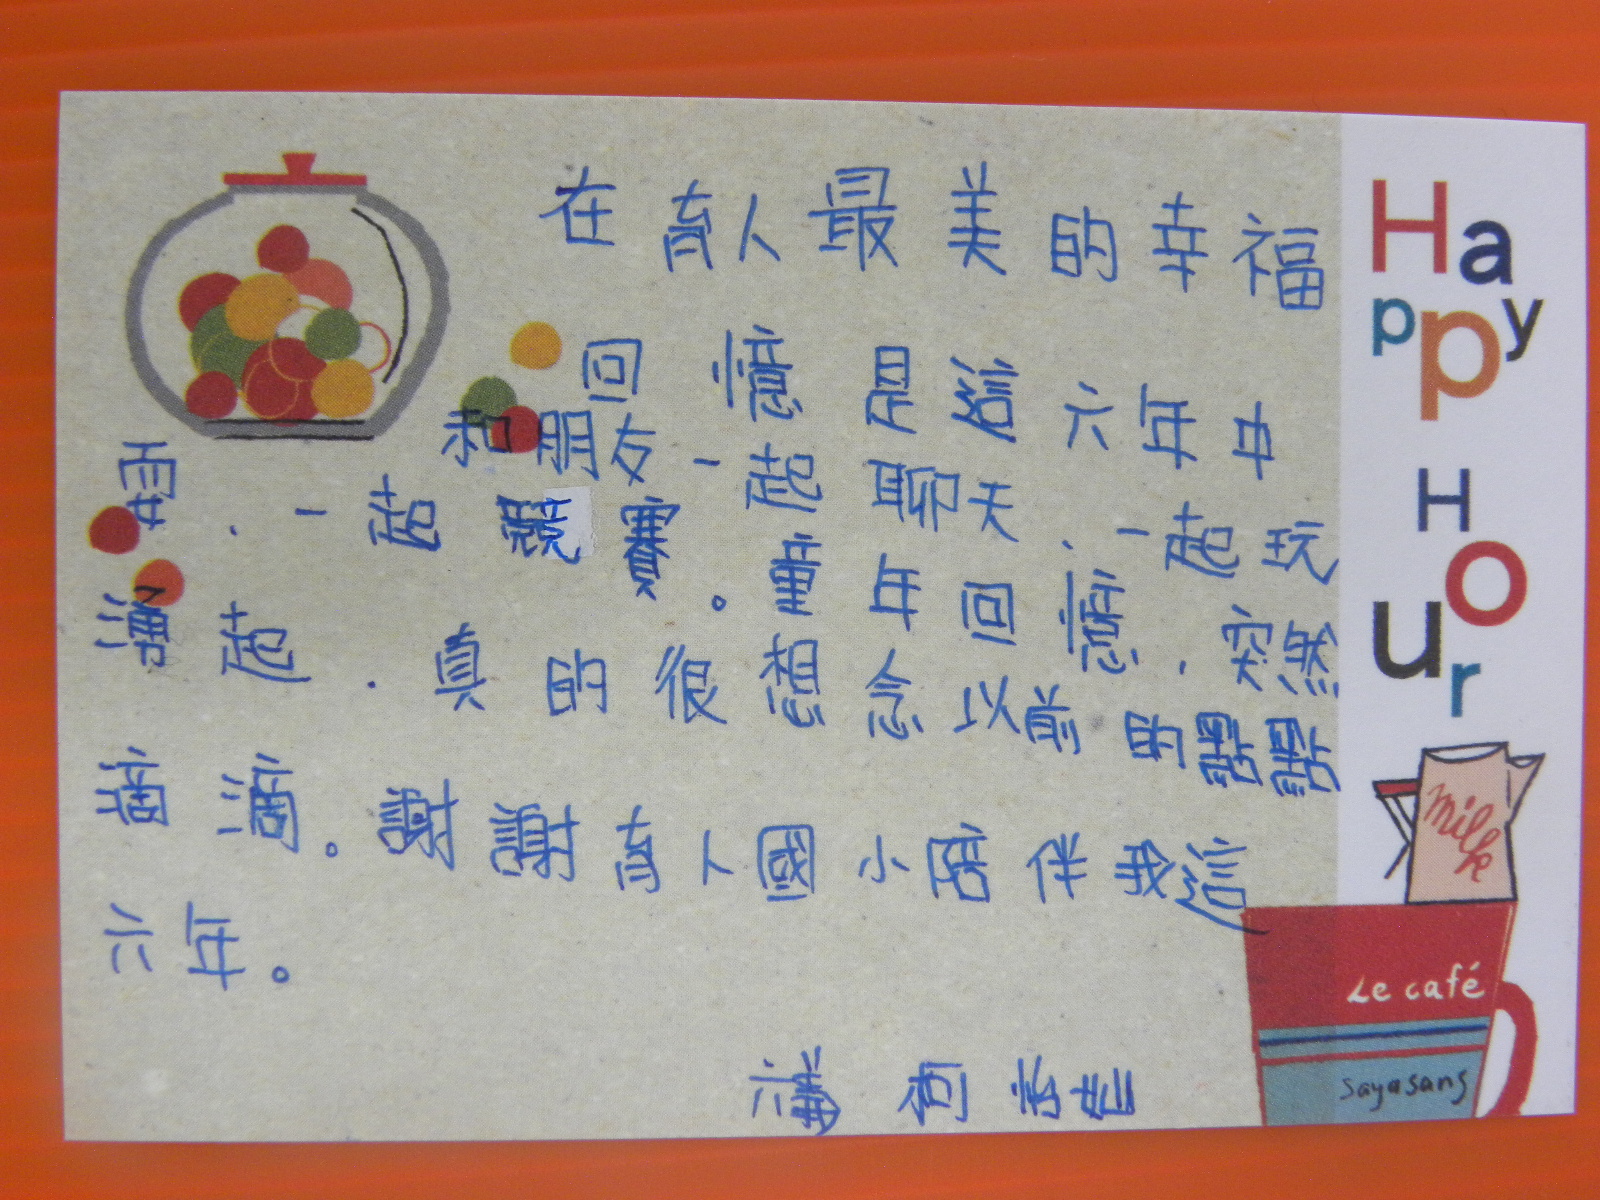 在育人最美的幸福
回憶是這六年中
和朋友一起聊天，一起玩
耍，一起競賽。童年回憶，突然
湧起，真的很想念以前的點點
滴滴。謝謝育人國小陪伴我這
六年。
六義 柯怡
Happy
Hour
milk
Le café
sayasang